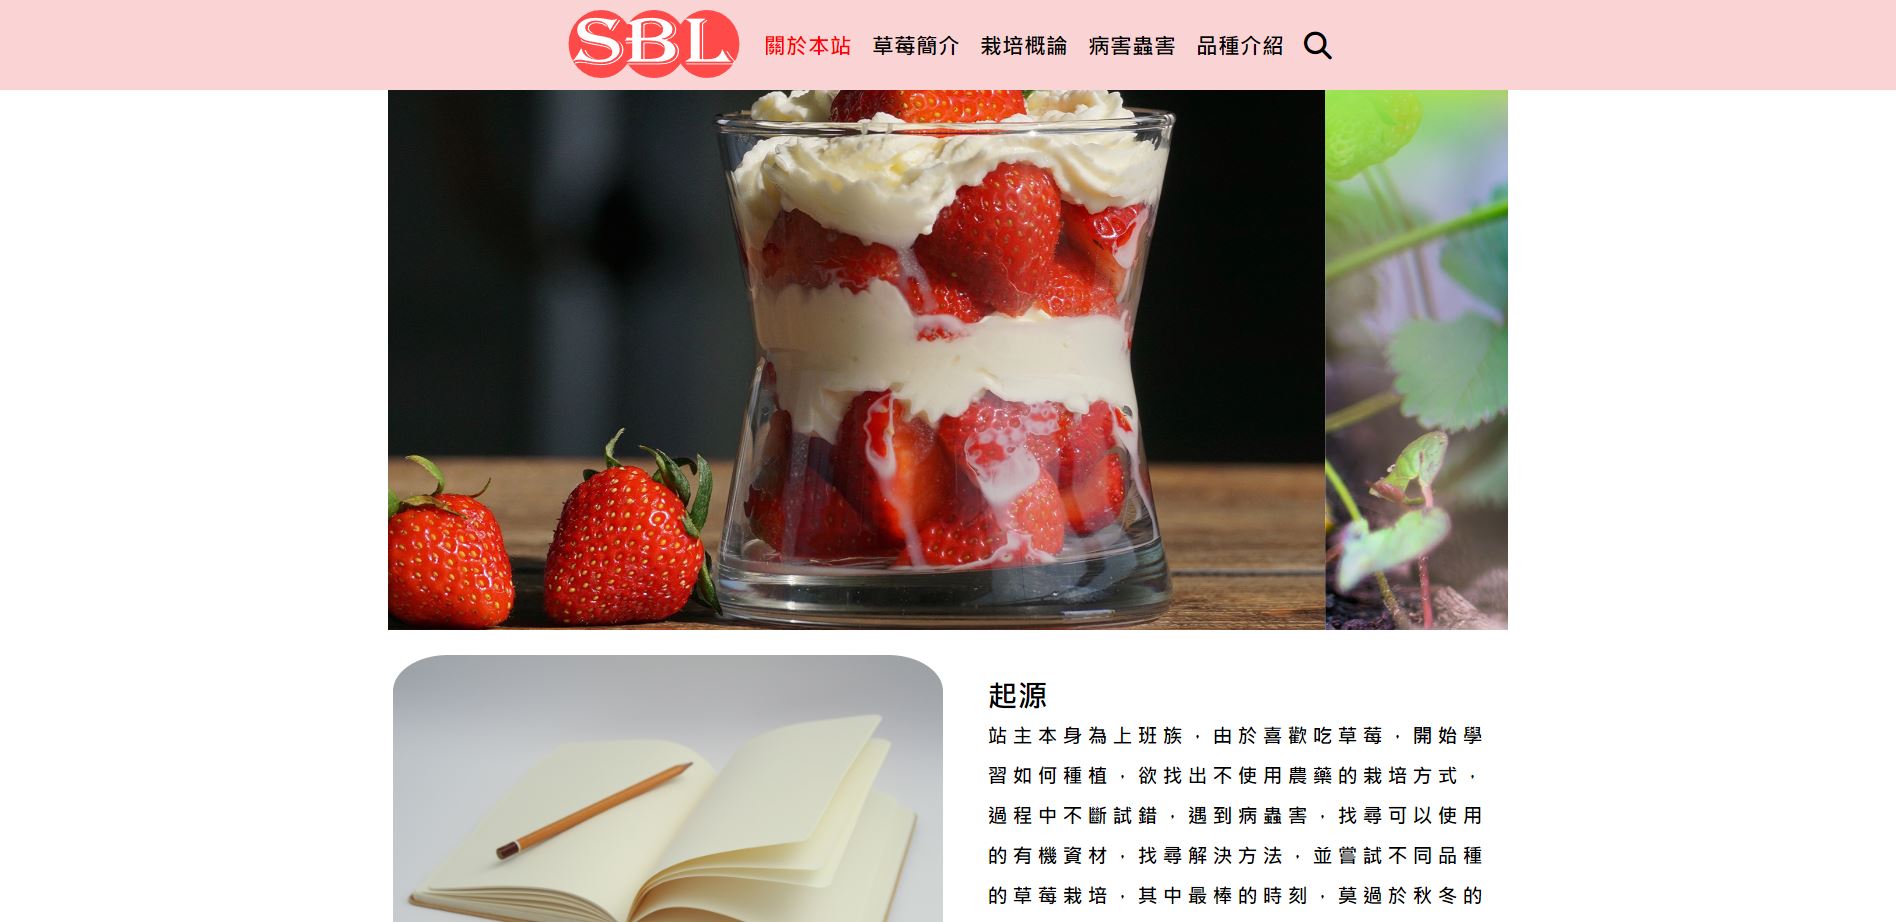 SBL 關於本站 草莓簡介 栽培概論 病害蟲害 品種介紹
起源
站主本身為上班族，由於喜歡吃草莓，開始學
習如何種植，欲找出不使用農藥的栽培方式，
過程中不斷試錯，遇到病蟲害，找尋可以使用
的有機資材，找尋解決方法，並嘗試不同品種
的草莓栽培，其中最棒的時刻，莫過於秋冬的